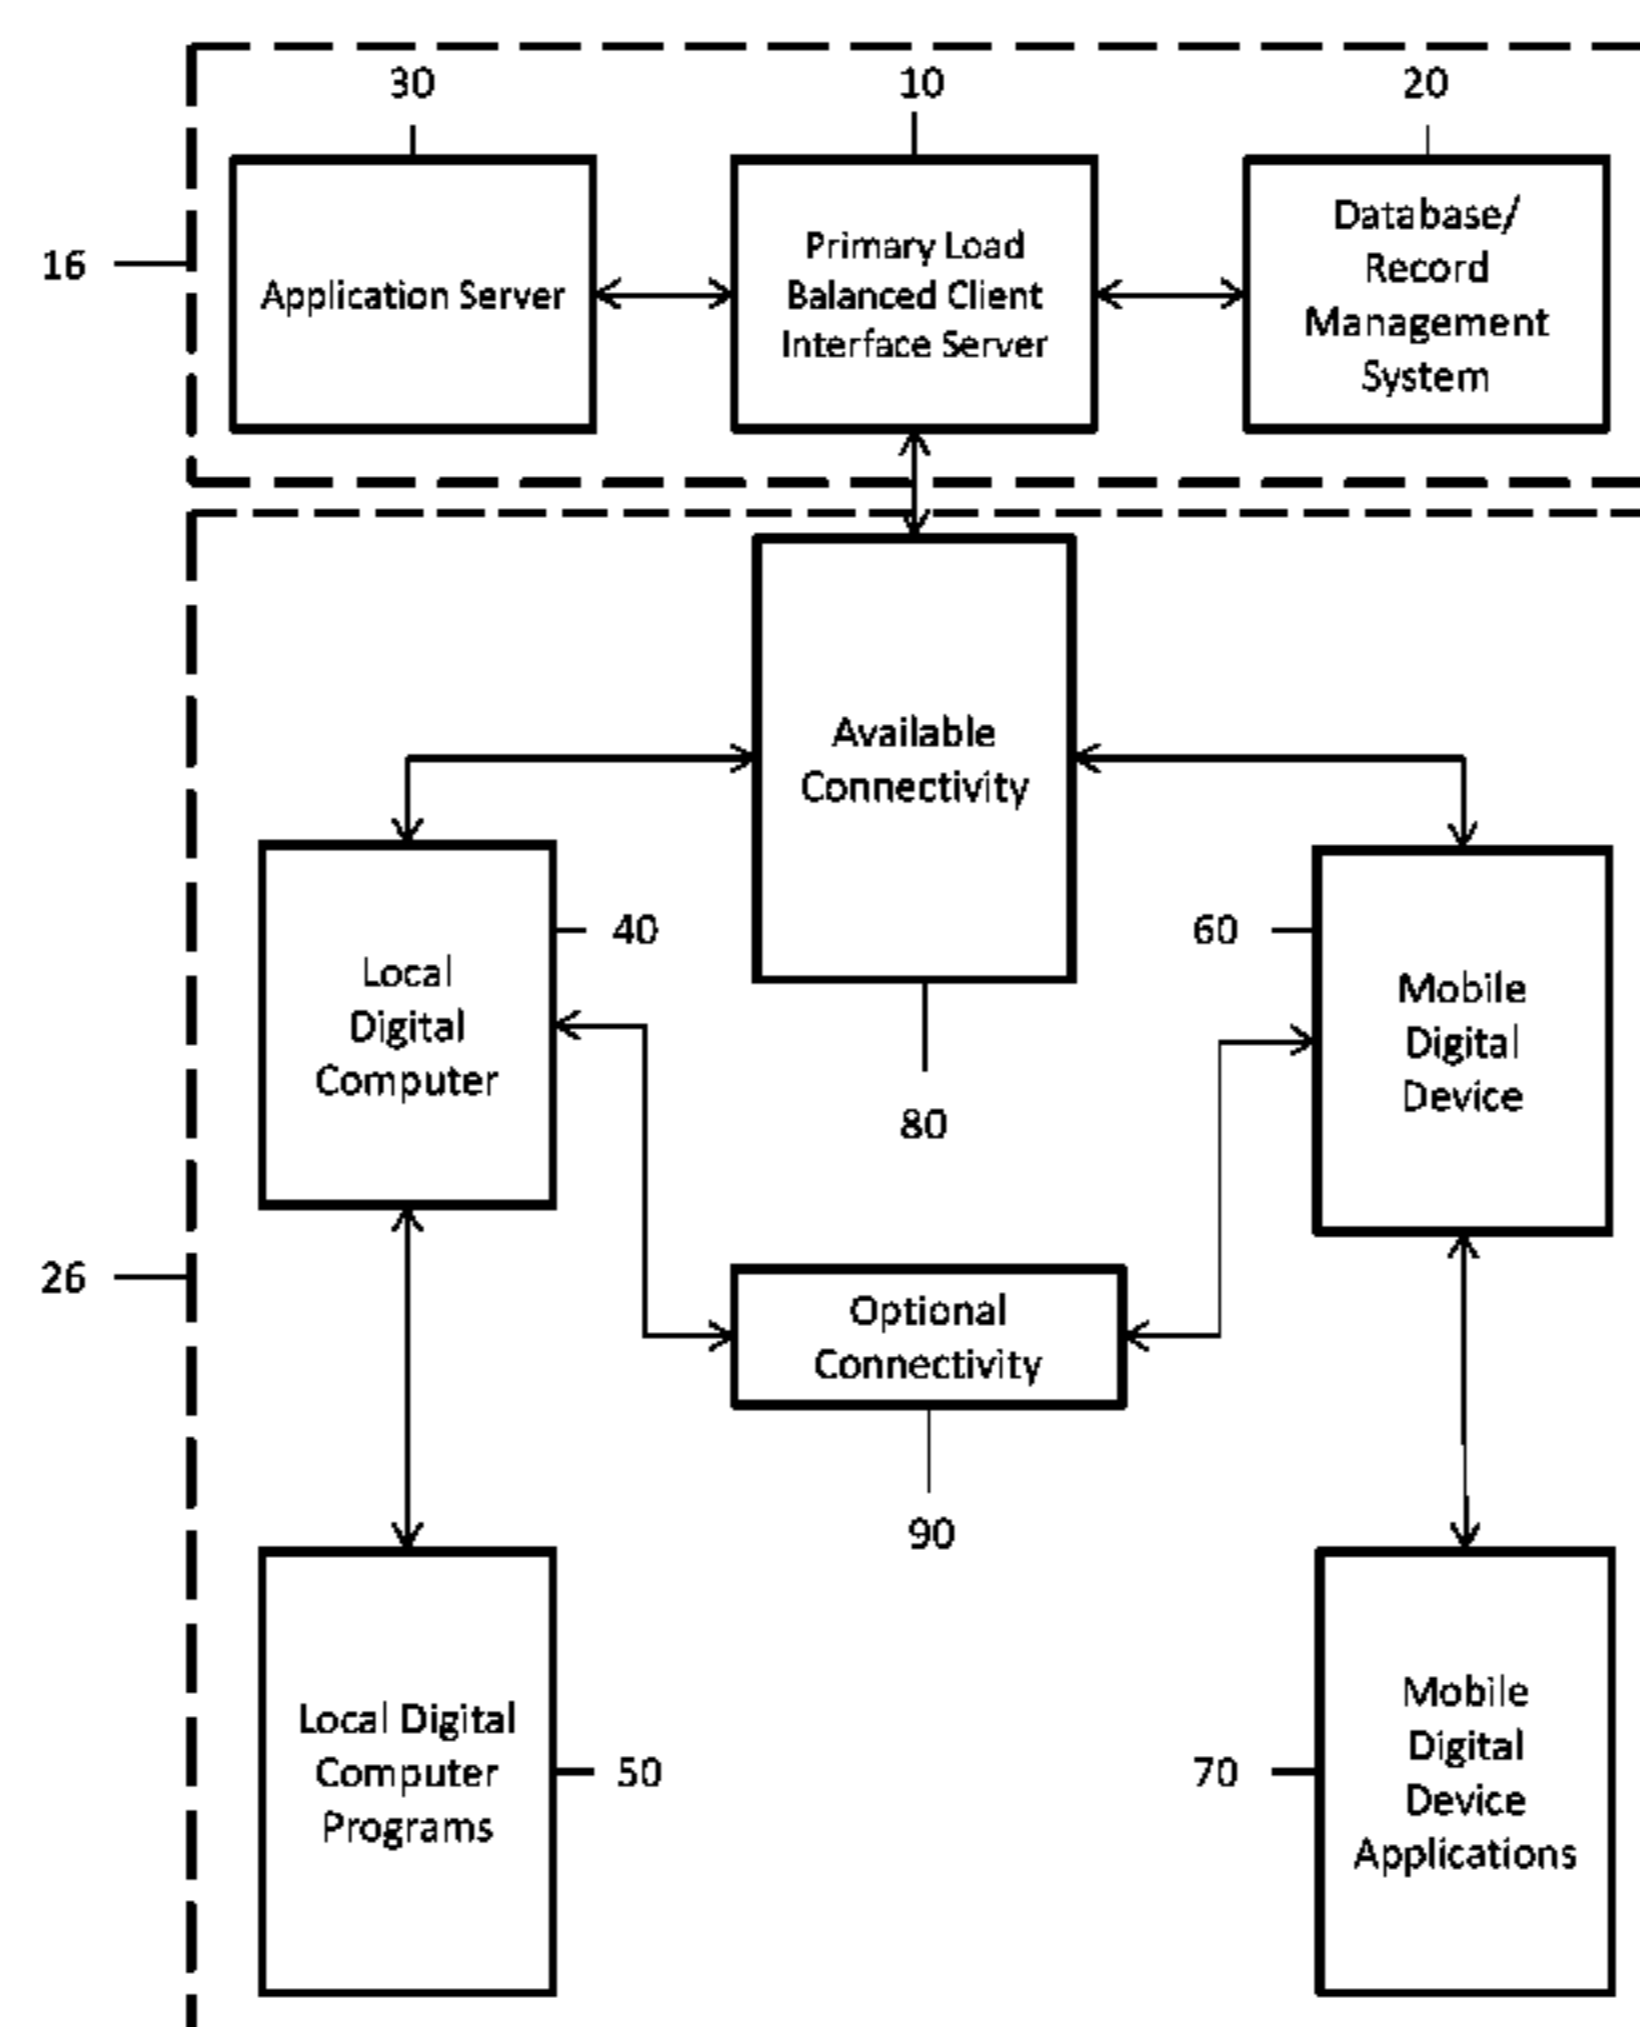 30
10
20
16
Application Server
Primary Load
Balanced Client
Interface Server
Database/
Record
Management
System
Available
Connectivity
40
60
Local
Digital
Computer
Mobile
Digital
Device
80
26
Optional
Connectivity
90
Local Digital
Computer
Programs
50
70
Mobile
Digital
Device
Applications